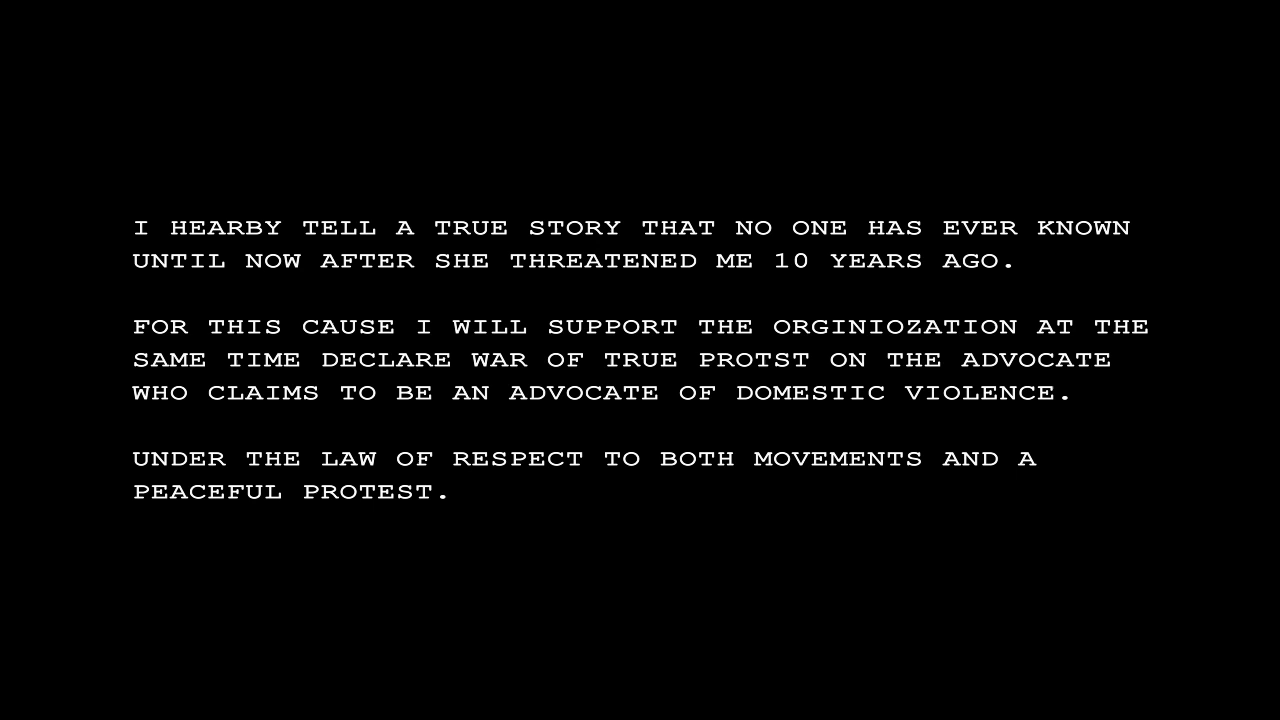 I HEARBY TELL A TRUE STORY THAT NO ONE HAS EVER KNOWN
UNTIL NOW AFTER SHE THREATENED ME 10 YEARS AGO.
FOR THIS CAUSE I WILL SUPPORT THE ORGINIOZATION AT THE
SAME TIME DECLARE WAR OF TRUE PROTST ON THE ADVOCATE
WHO CLAIMS TO BE AN ADVOCATE OF DOMESTIC VIOLENCE.
UNDER THE LAW OF RESPECT TO BOTH MOVEMENTS AND A
PEACEFUL PROTEST.